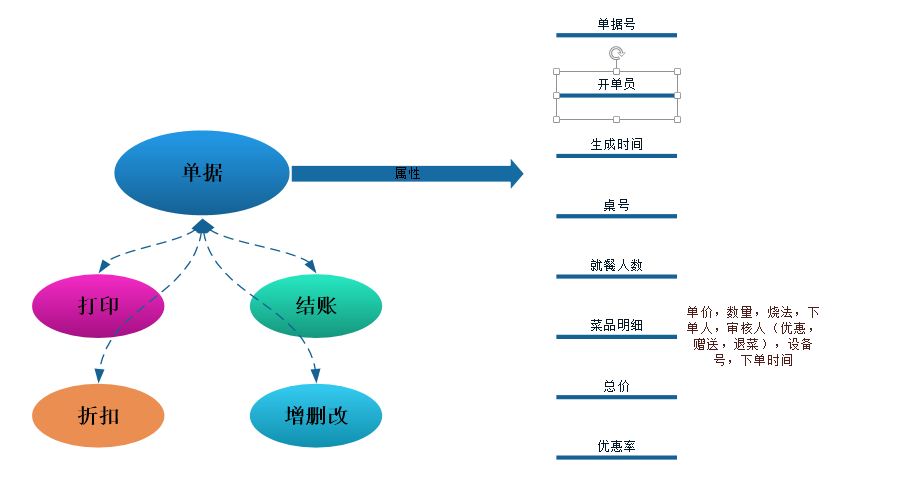 单据号
开单员
单据
属性
生成时间
桌号
就餐人数
打印
结账
菜品明细
单价，数量，烧法，下
单人，审核人（优惠，
赠送，退菜），设备
号，下单时间
总价
折扣
增删改
优惠率